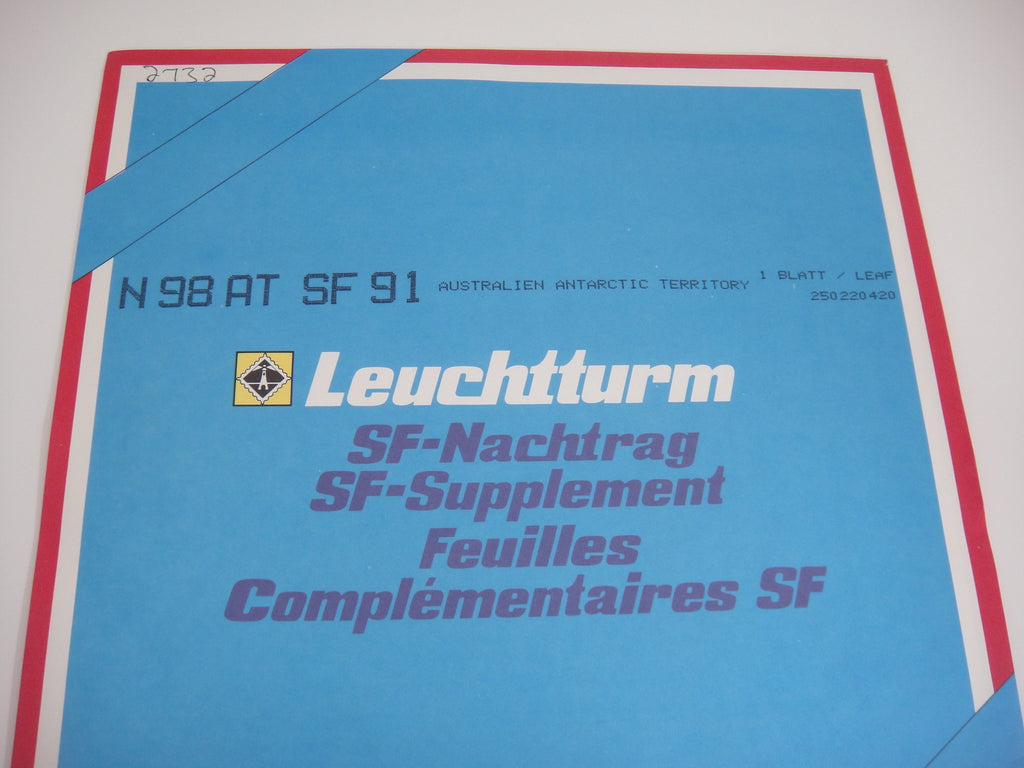 2732
N 98 AT SF 91 AUSTRALIEN ANTARCTIC TERRITORY 1 BLATT / LEAF
250220420
Leuchtturm
SF-Nachtrag
SF-Supplement
Feuilles
Complémentaires SF